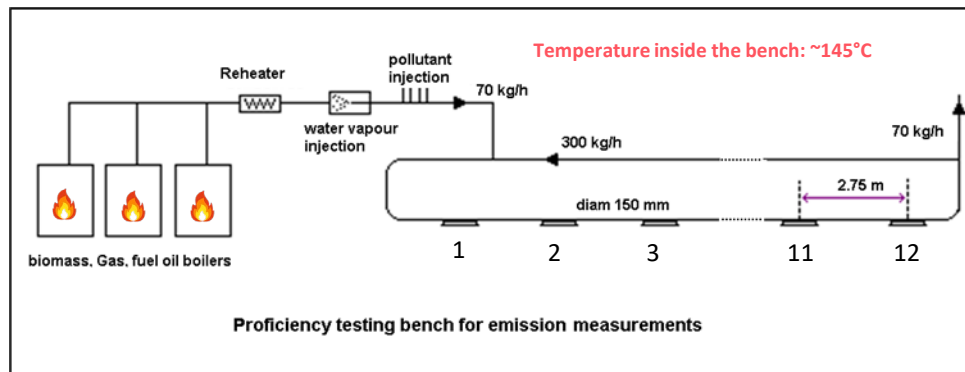 Temperature inside the bench: ~145°C
pollutant
injection
Reheater
70 kg/h
water vapour
injection
300 kg/h
70 kg/h
2.75 m
diam 150 mm
1
2
3
11
12
biomass, Gas, fuel oil boilers
Proficiency testing bench for emission measurements